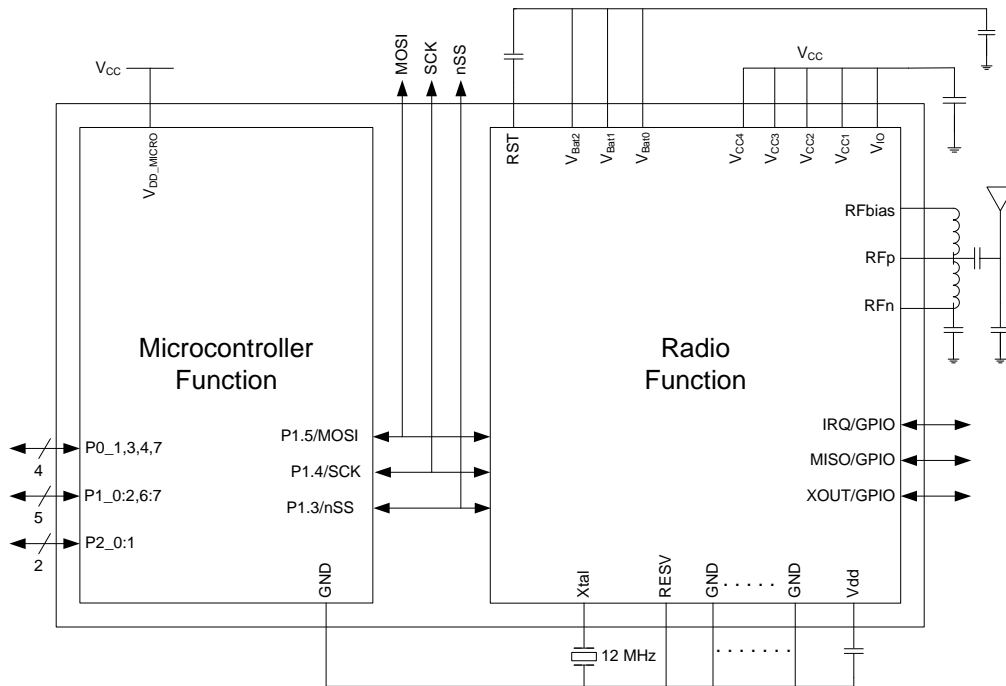 MOSI
SCK
nSS
VCC
VCC
VDD_MICRO
RST
VBat2
VBat1
VBat0
VCC4
VCC3
VCC2
VCC1
VIO
RFbias
RFp
RFn
Microcontroller
Function
Radio
Function
P0_1,3,4,7
4
P1_0:2,6:7
5
P2_0:1
2
P1.5/MOSI
P1.4/SCK
P1.3/nSS
IRQ/GPIO
MISO/GPIO
XOUT/GPIO
GND
Xtal
RESV
GND
. . . . .
GND
Vdd
12 MHz
. . . . . . .